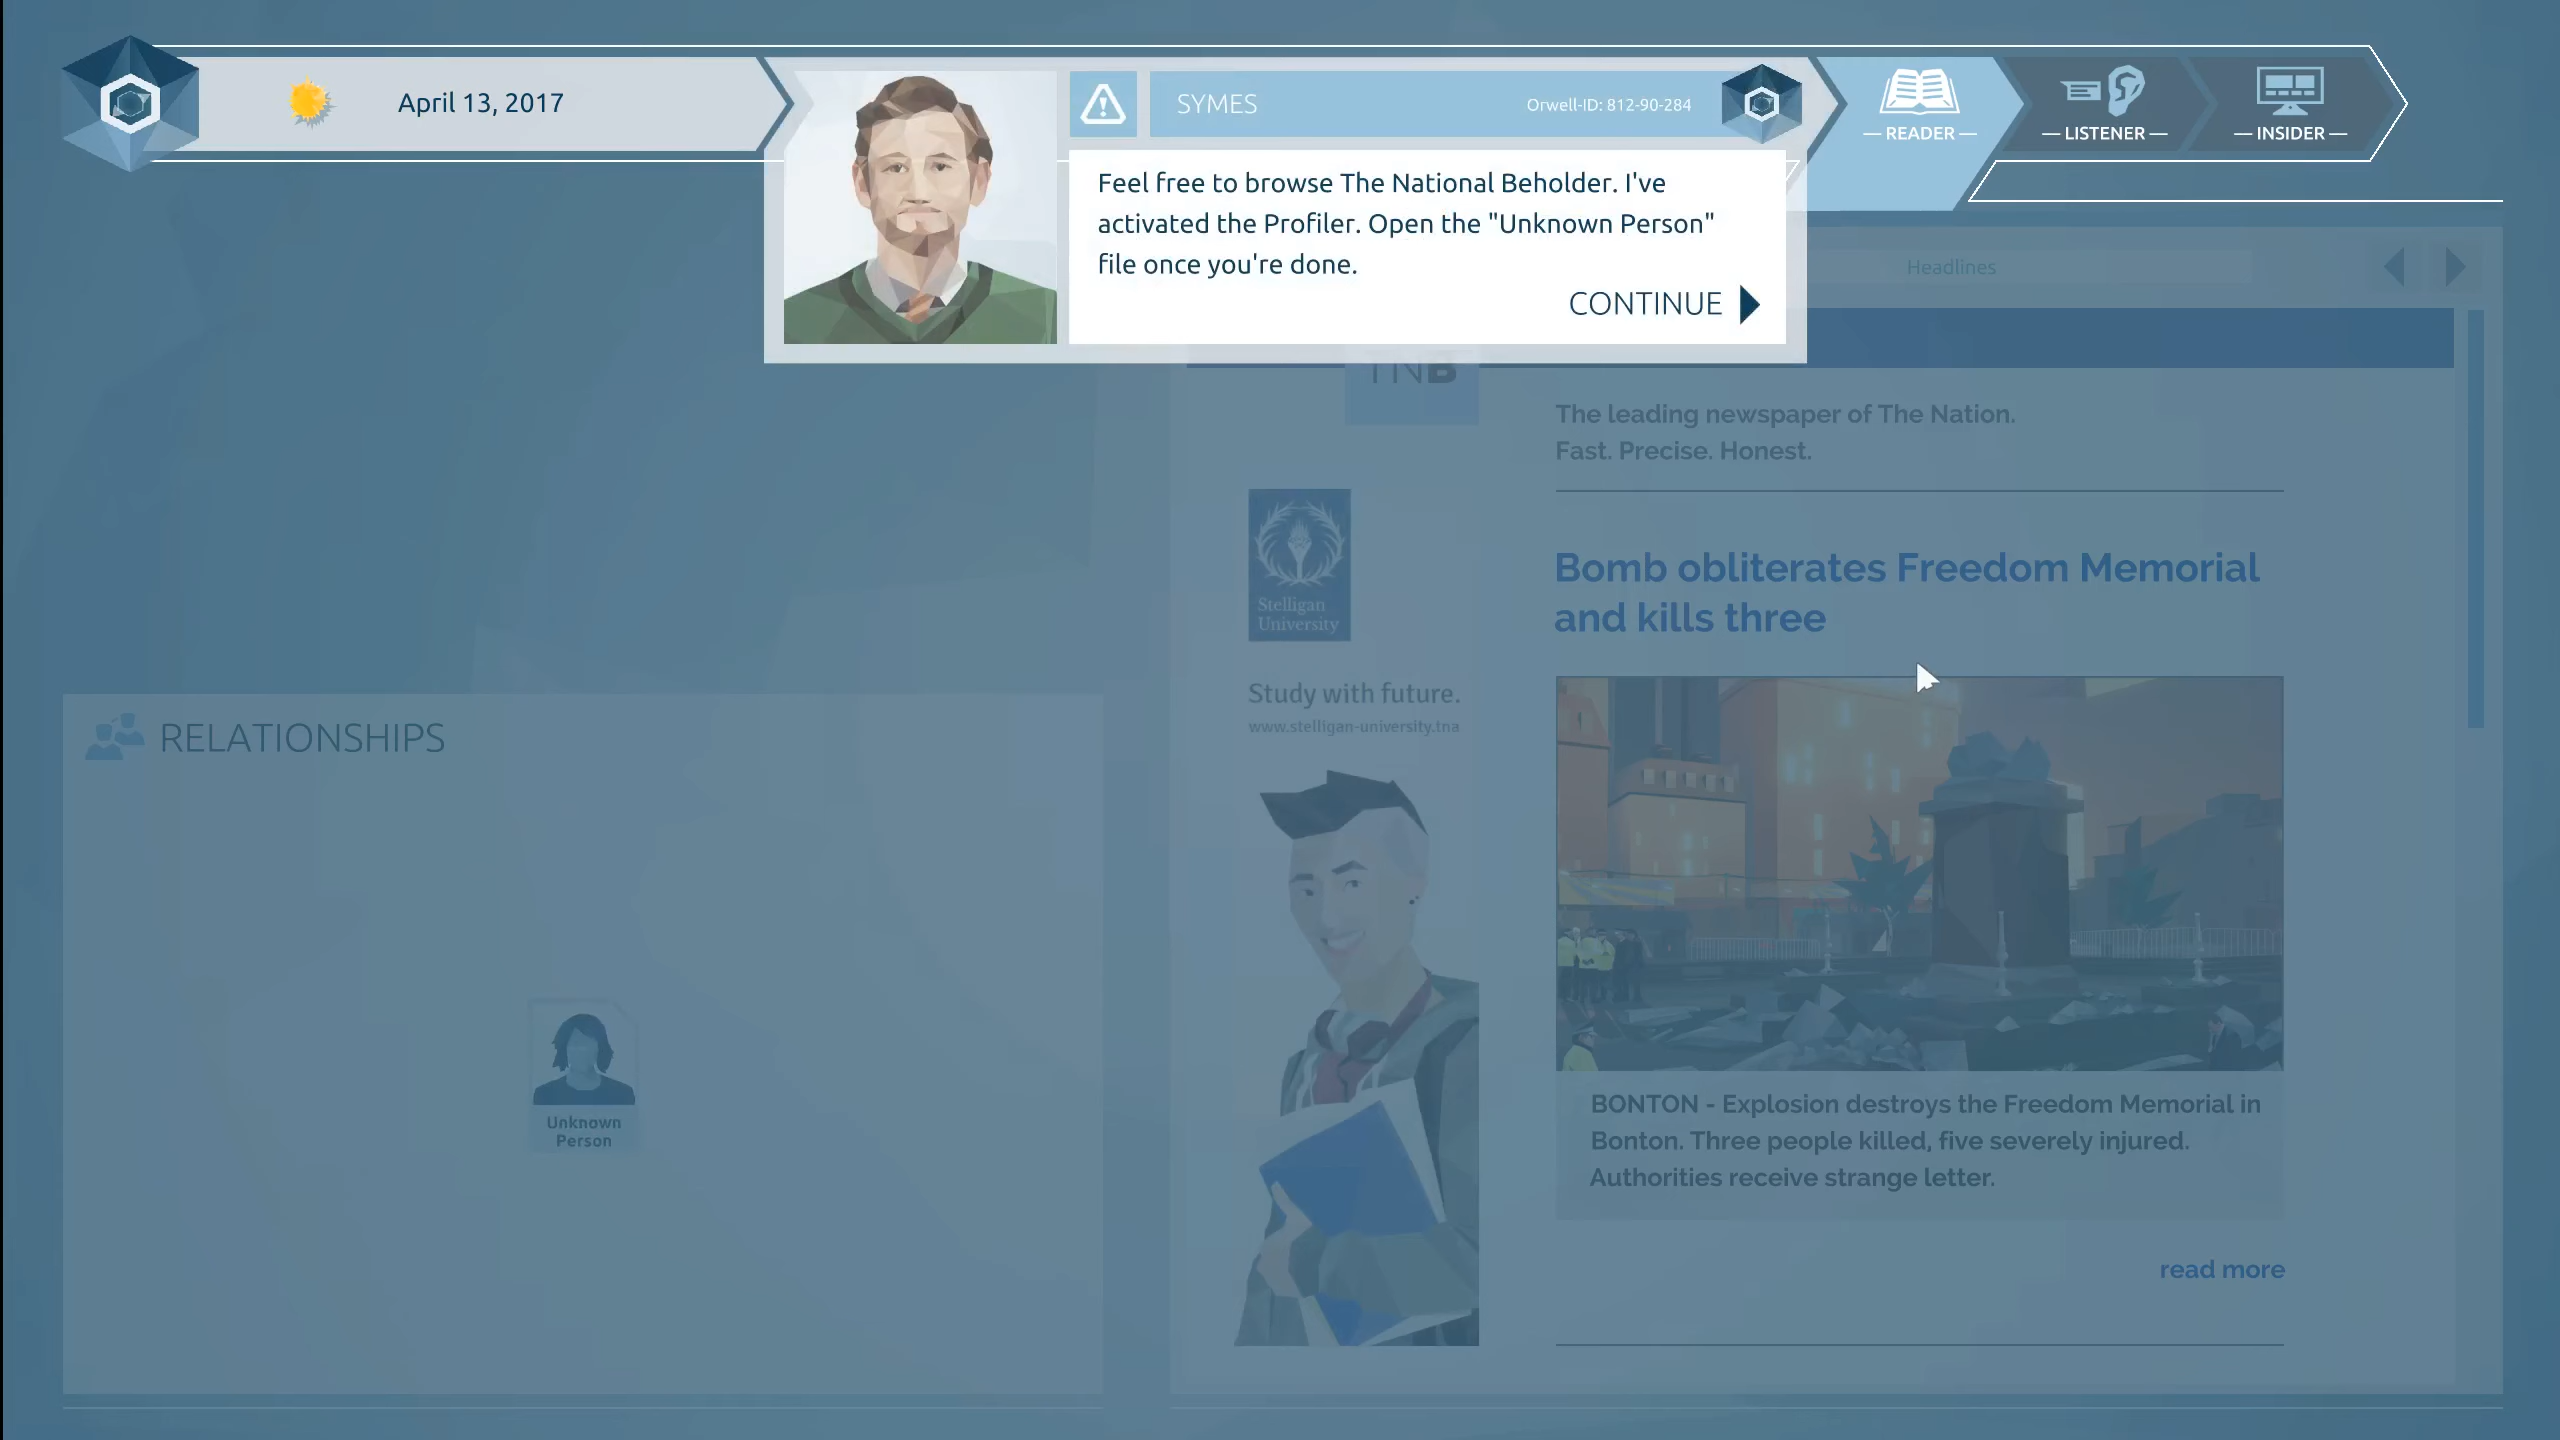 April 13, 2017
SYMES
Orwell-ID: 812-90-284
Feel free to browse The National Beholder. I've
activated the Profiler. Open the "Unknown Person"
file once you're done.
CONTINUE
READER
LISTENER
INSIDER
Headlines
TNB
The leading newspaper of The Nation.
Fast. Precise. Honest.
Stelligan
University
Study with future.
www.stelligan-university.tna
Bomb obliterates Freedom Memorial
and kills three
BONTON - Explosion destroys the Freedom Memorial in
Bonton. Three people killed, five severely injured.
Authorities receive strange letter.
read more
RELATIONSHIPS
Unknown
Person